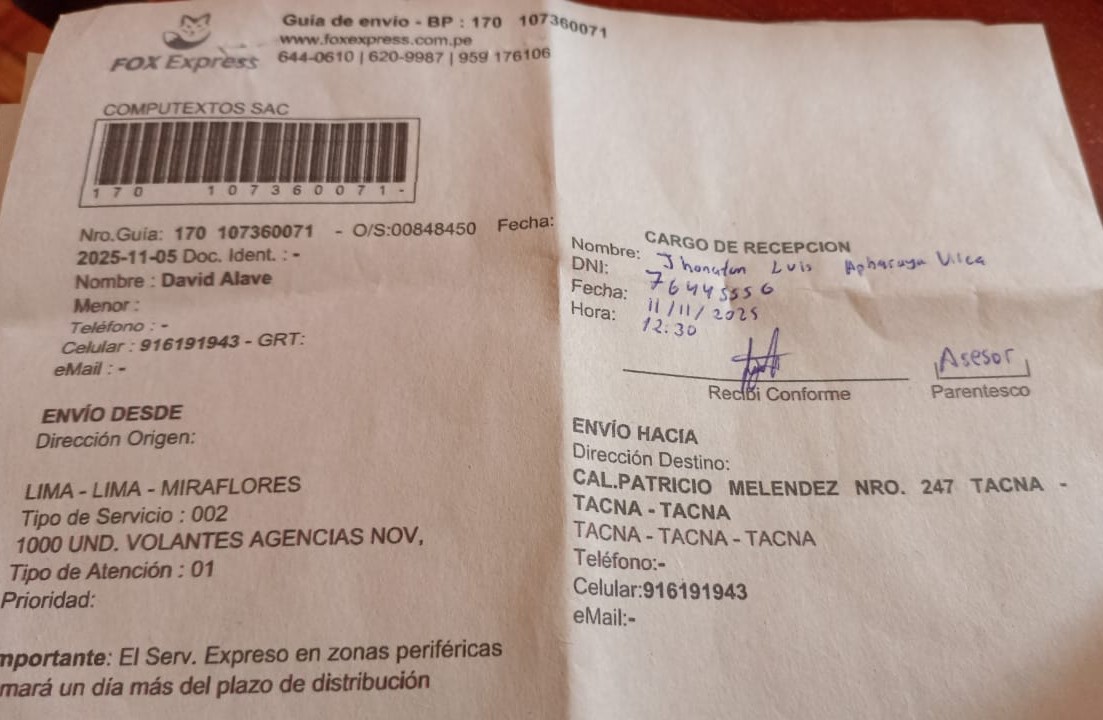 Guía de envío - BP : 170 107360071
www.foxexpress.com.pe
644-0610 | 620-9987 | 959 176106
FOX Express
COMPUTEXTOS SAC
170 107360071-
Nro.Guía: 170 107360071 - O/S:00848450 Fecha:
2025-11-05 Doc. Ident. : -
Nombre : David Alave
Menor :
Teléfono : -
Celular : 916191943 - GRT:
eMail : -
ENVÍO DESDE
Dirección Origen:
LIMA - LIMA - MIRAFLORES
Tipo de Servicio : 002
1000 UND. VOLANTES AGENCIAS NOV,
Tipo de Atención : 01
Prioridad:
mportante: El Serv. Expreso en zonas periféricas
mará un día más del plazo de distribución
CARGO DE RECEPCION
Nombre: Jhonatan Luis Vilca
DNI: 76445556
Fecha: 11/11/2025
Hora: 12:30
Asesor
Recibi Conforme Parentesco
ENVÍO HACIA
Dirección Destino:
CAL.PATRICIO MELENDEZ NRO. 247 TACNA -
TACNA - TACNA
TACNA - TACNA - TACNA
Teléfono:-
Celular:916191943
eMail:-